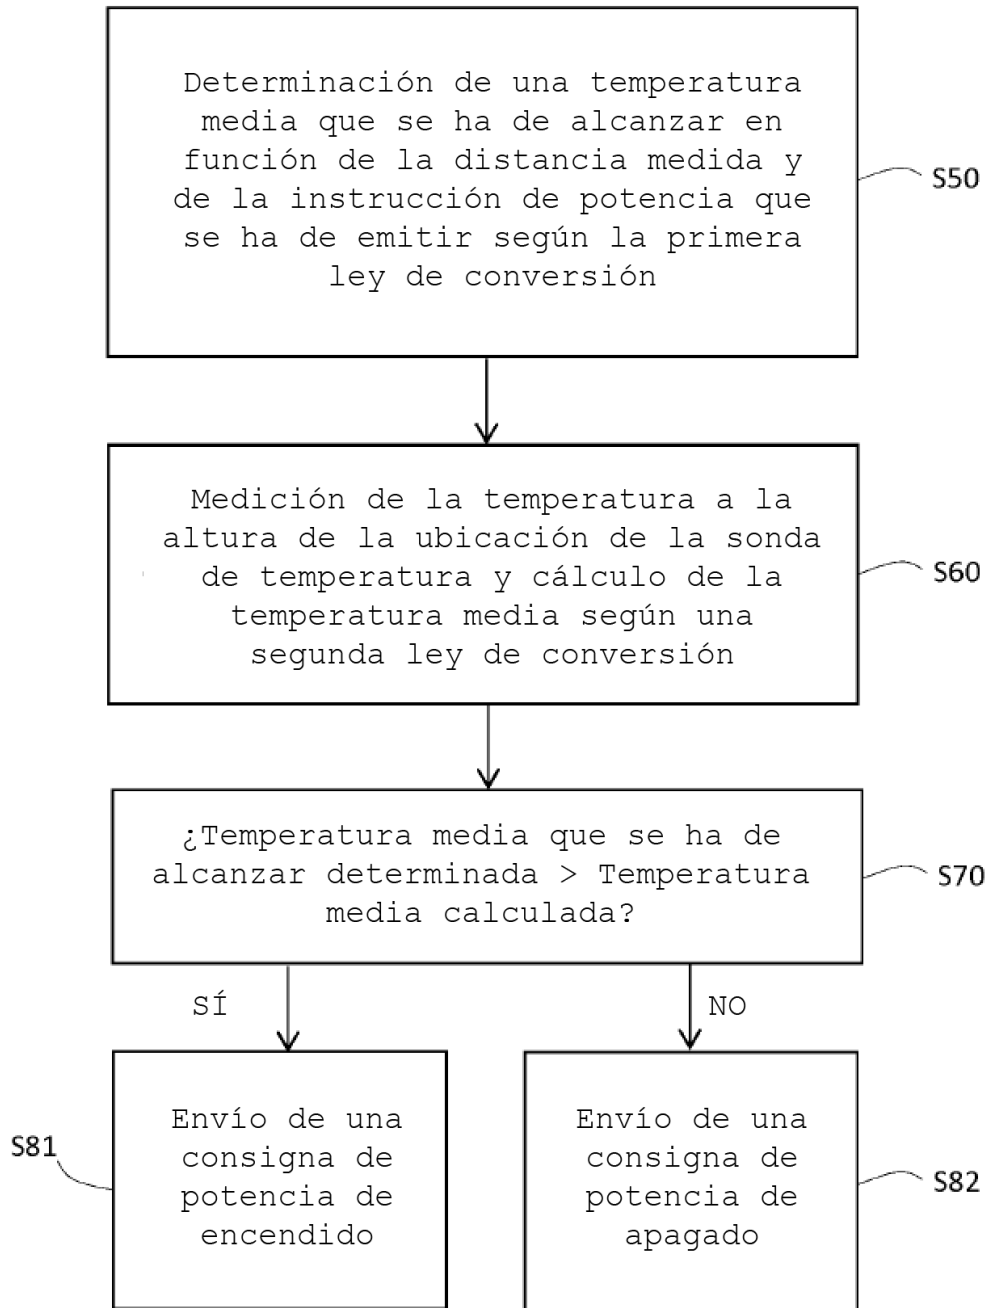 Determinación de una temperatura
media que se ha de alcanzar en
función de la distancia medida y
de la instrucción de potencia que
se ha de emitir según la primera
ley de conversión
S50
Medición de la temperatura a la
altura de la ubicación de la sonda
de temperatura y cálculo de la
temperatura media según una
segunda ley de conversión
S60
¿Temperatura media que se ha de
alcanzar determinada > Temperatura
media calculada?
S70
SÍ
NO
S81
Envío de una
consigna de
potencia de
encendido
Envío de una
consigna de
potencia de
apagado
S82